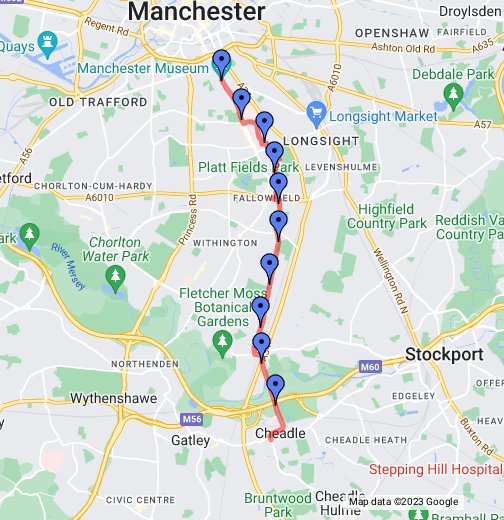 Manchester
Droylsden
Regent Rd
Quays
OPENSHAW
FAIRFIELD
Ashton Old Rd
A635
Manchester Museum
A6010
Debdale Park
OLD TRAFFORD
Longsight Market
A57
A56
LONGSIGHT
Platt Fields Park
LEVENSHULME
etford
CHORLTON-CUM-HARDY
A6010
Princess Rd
FALLOWFIELD
Highfield
Country Park
Reddish Va
Country Pa
ark
River Mersey
Chorlton
Water Park
WITHINGTON
Wellington Rd N
Fletcher Moss
Botanical
Gardens
Stockport
NORTHENDEN
M60
Wythenshawe
OFFER
EDGELEY
M56
Buxton Rd
HEAV
Gatley
Cheadle
CHEADLE HEATH
Stepping Hill Hospital
CIVIC CENTRE
Bruntwood
Park
Cheadle
Hulme
Map data ©2023 Google
Bramhall Park